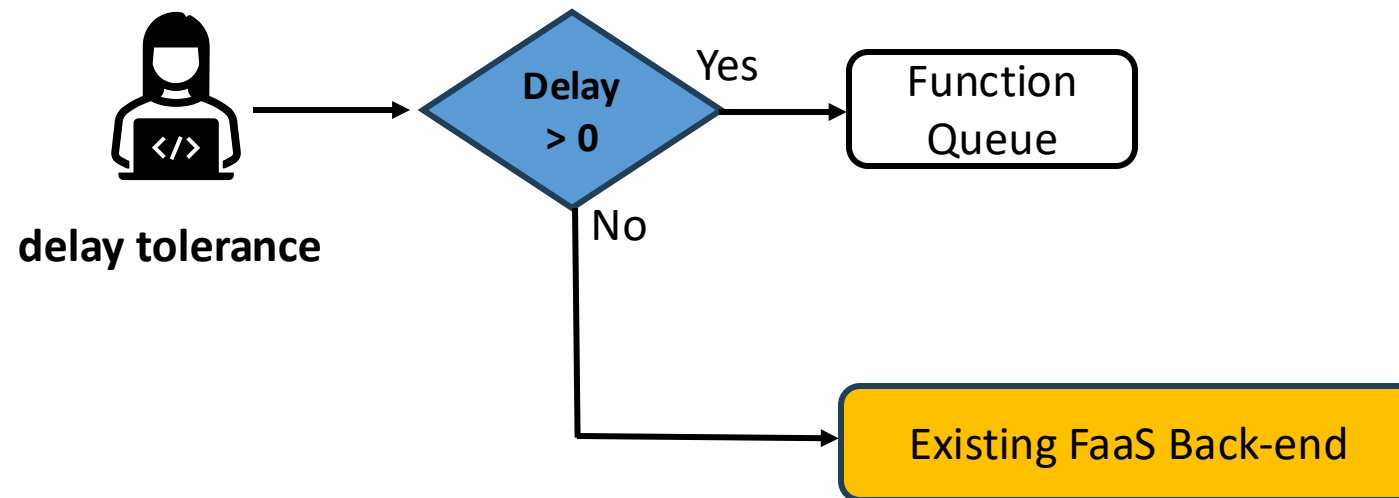 </>
delay tolerance
Delay
> 0
Yes
No
Function
Queue
Existing FaaS Back-end